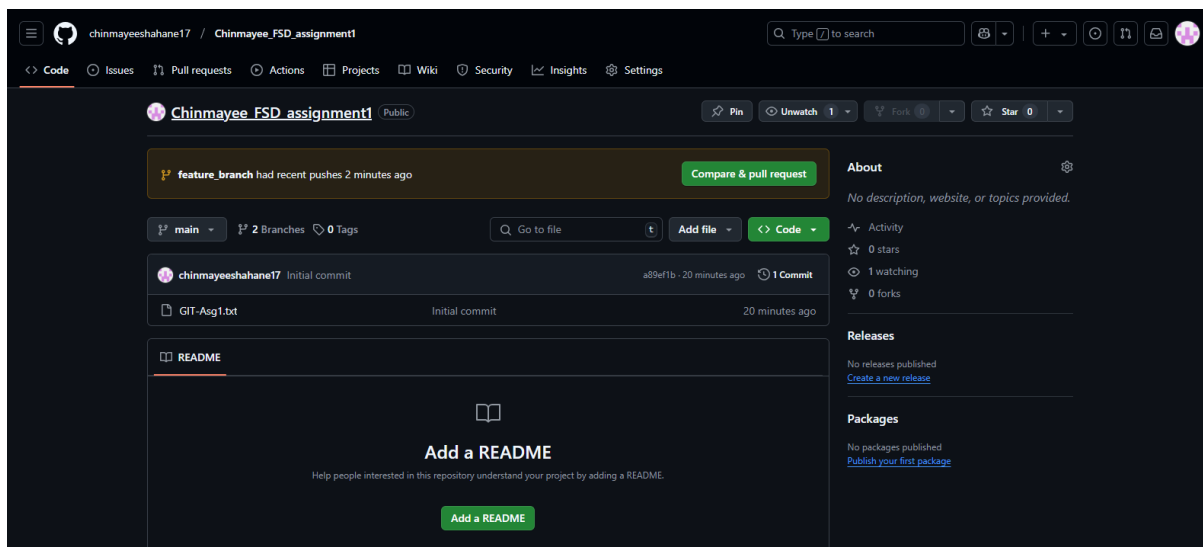 chinmayeeshahane17 / Chinmayee_FSD_assignment1
Type / to search
Code Issues Pull requests Actions Projects Wiki Security Insights Settings
Chinmayee_FSD_assignment1 Public
Pin Unwatch 1 Fork 0 Star 0
feature_branch had recent pushes 2 minutes ago
Compare & pull request
main 2 Branches 0 Tags
Go to file t Add file <> Code
chinmayeeshahane17 Initial commit a89ef1b · 20 minutes ago 1 Commit
GIT-Asg1.txt Initial commit 20 minutes ago
README
Add a README
Help people interested in this repository understand your project by adding a README.
Add a README
About
No description, website, or topics provided.
Activity
0 stars
1 watching
0 forks
Releases
No releases published
Create a new release
Packages
No packages published
Publish your first package